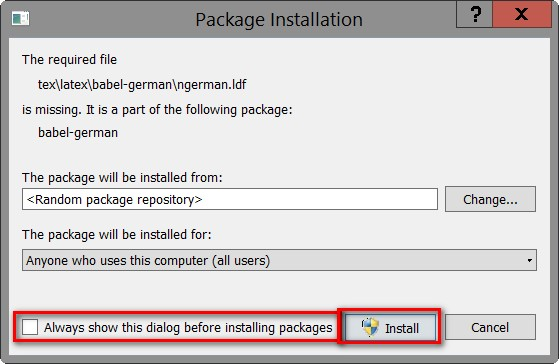 Package Installation
?
X
The required file
tex\latex\babel-german\ngerman.ldf
is missing. It is a part of the following package:
babel-german
The package will be installed from:
<Random package repository>
Change...
The package will be installed for:
Anyone who uses this computer (all users)
Always show this dialog before installing packages
Install
Cancel